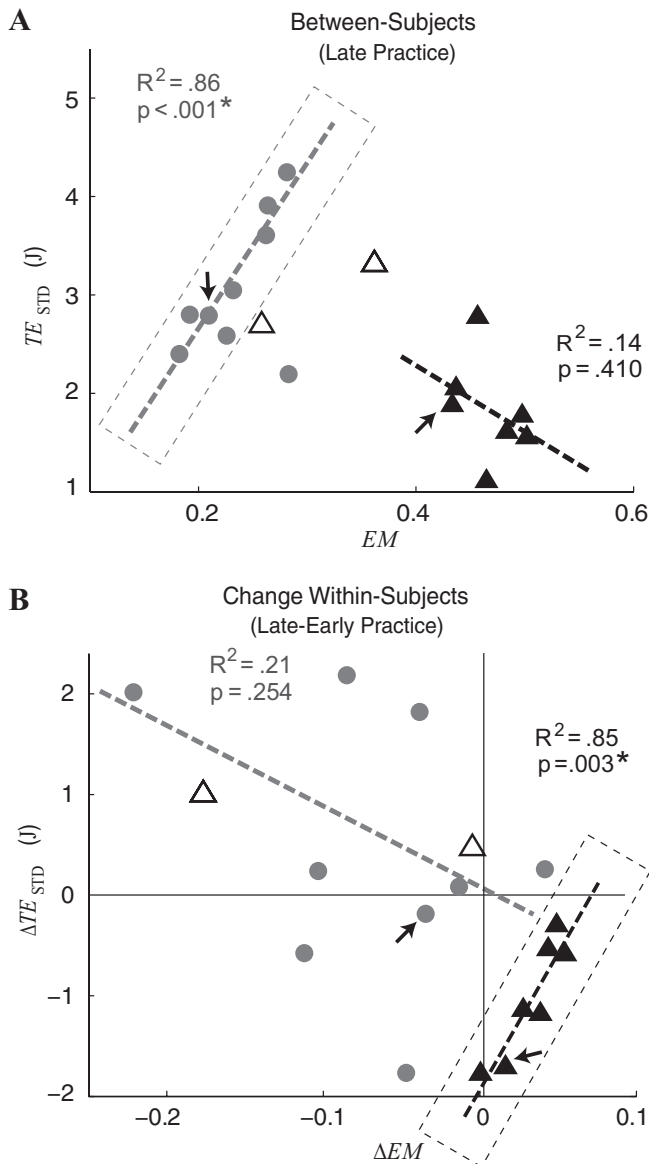 A
Between-Subjects
(Late Practice)
R² = .86
p < .001*
5
4
3
2
1
TE STD (J)
R² = .14
p = .410
0.2
0.4
0.6
EM
B
Change Within-Subjects
(Late-Early Practice)
R² = .21
p = .254
R² = .85
p = .003*
2
1
0
−1
−2
ΔTE STD (J)
−0.2
−0.1
0
0.1
ΔEM